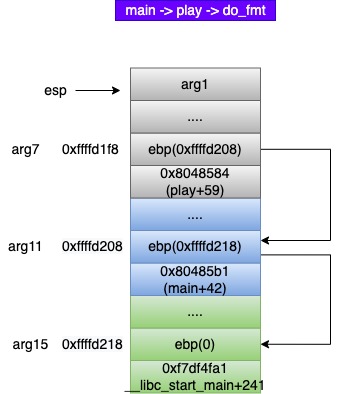 main -> play -> do_fmt
esp
arg1
....
arg7 0xffffd1f8 ebp(0xffffd208)
0x8048584
(play+59)
....
arg11 0xffffd208 ebp(0xffffd218)
0x80485b1
(main+42)
....
arg15 0xffffd218 ebp(0)
0xf7df4fa1
__libc_start_main+241